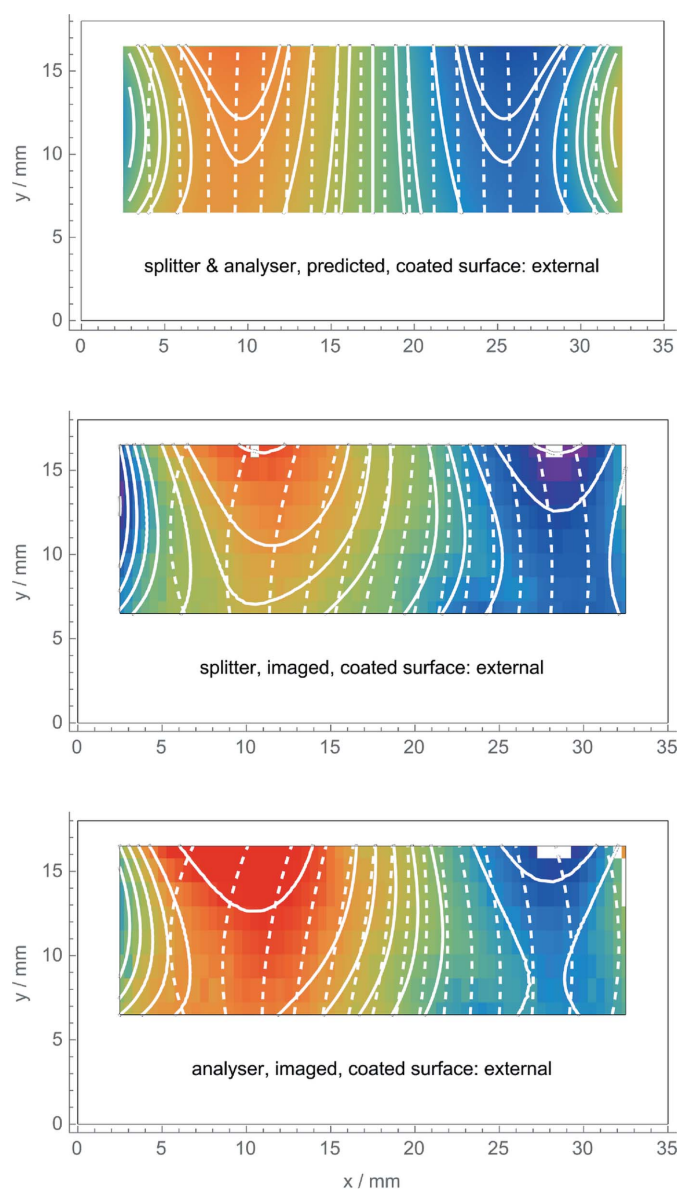 15
10
5
0
y / mm
splitter & analyser, predicted, coated surface: external
0 5 10 15 20 25 30 35
15
10
5
0
y / mm
splitter, imaged, coated surface: external
0 5 10 15 20 25 30 35
15
10
5
0
y / mm
analyser, imaged, coated surface: external
0 5 10 15 20 25 30 35
x / mm